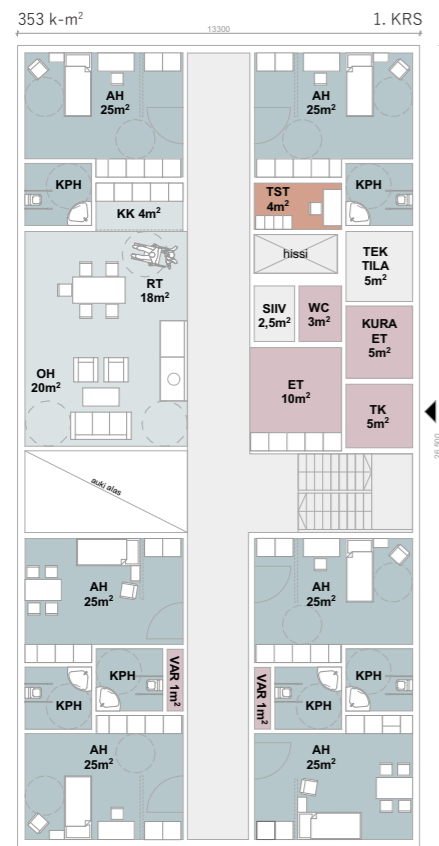 353 k-m²
1. KRS
13300
AH
25m²
AH
25m²
KPH
KK 4m²
TST
4m²
KPH
hissi
TEK
TILA
5m²
RT
18m²
SIIV
2,5m²
WC
3m²
KURA
ET
5m²
OH
20m²
ET
10m²
TK
5m²
auki alas
AH
25m²
AH
25m²
KPH
VAR 1m²
KPH
KPH
VAR 1m²
KPH
AH
25m²
AH
25m²